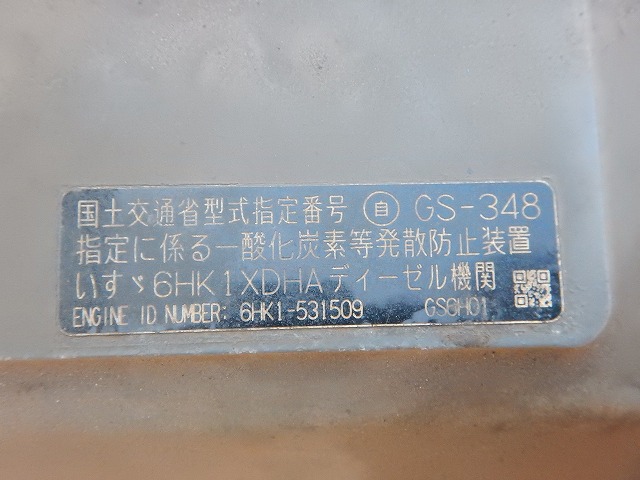 国土交通省型式指定番号 自 GS-348
指定に係る一酸化炭素等発散防止装置
いすゞ6HK1XDHAディーゼル機関
ENGINE ID NUMBER: 6HK1-531509 GS6H01